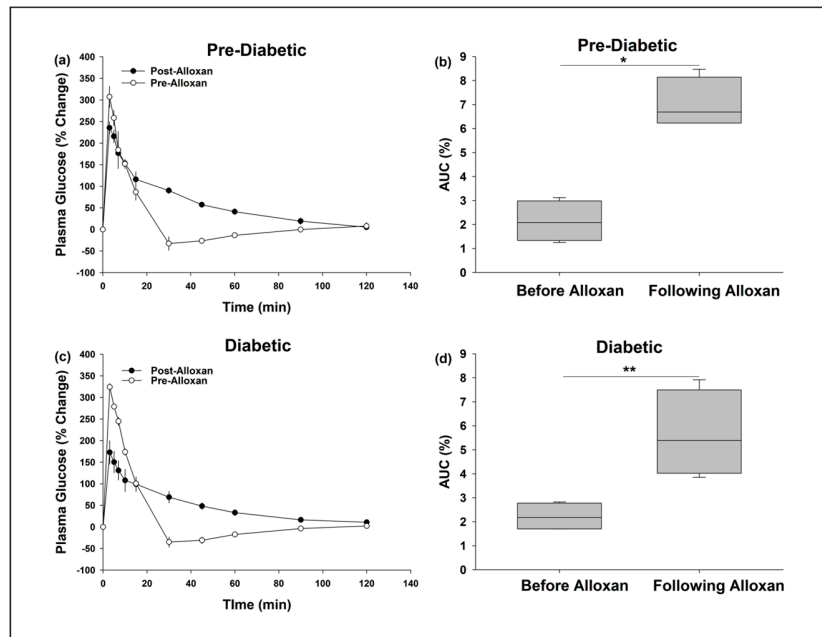 Pre-Diabetic
(a)
Post-Alloxan
Pre-Alloxan
Plasma Glucose (% Change)
400
350
300
250
200
150
100
50
0
-50
-100
0 20 40 60 80 100 120 140
Time (min)
Pre-Diabetic
(b)
*
AUC (%)
9
8
7
6
5
4
3
2
1
0
Before Alloxan Following Alloxan
Diabetic
(c)
Post-Alloxan
Pre-Alloxan
Plasma Glucose (% Change)
400
350
300
250
200
150
100
50
0
-50
-100
0 20 40 60 80 100 120 140
TIme (min)
Diabetic
(d)
**
AUC (%)
9
8
7
6
5
4
3
2
1
0
Before Alloxan Following Alloxan